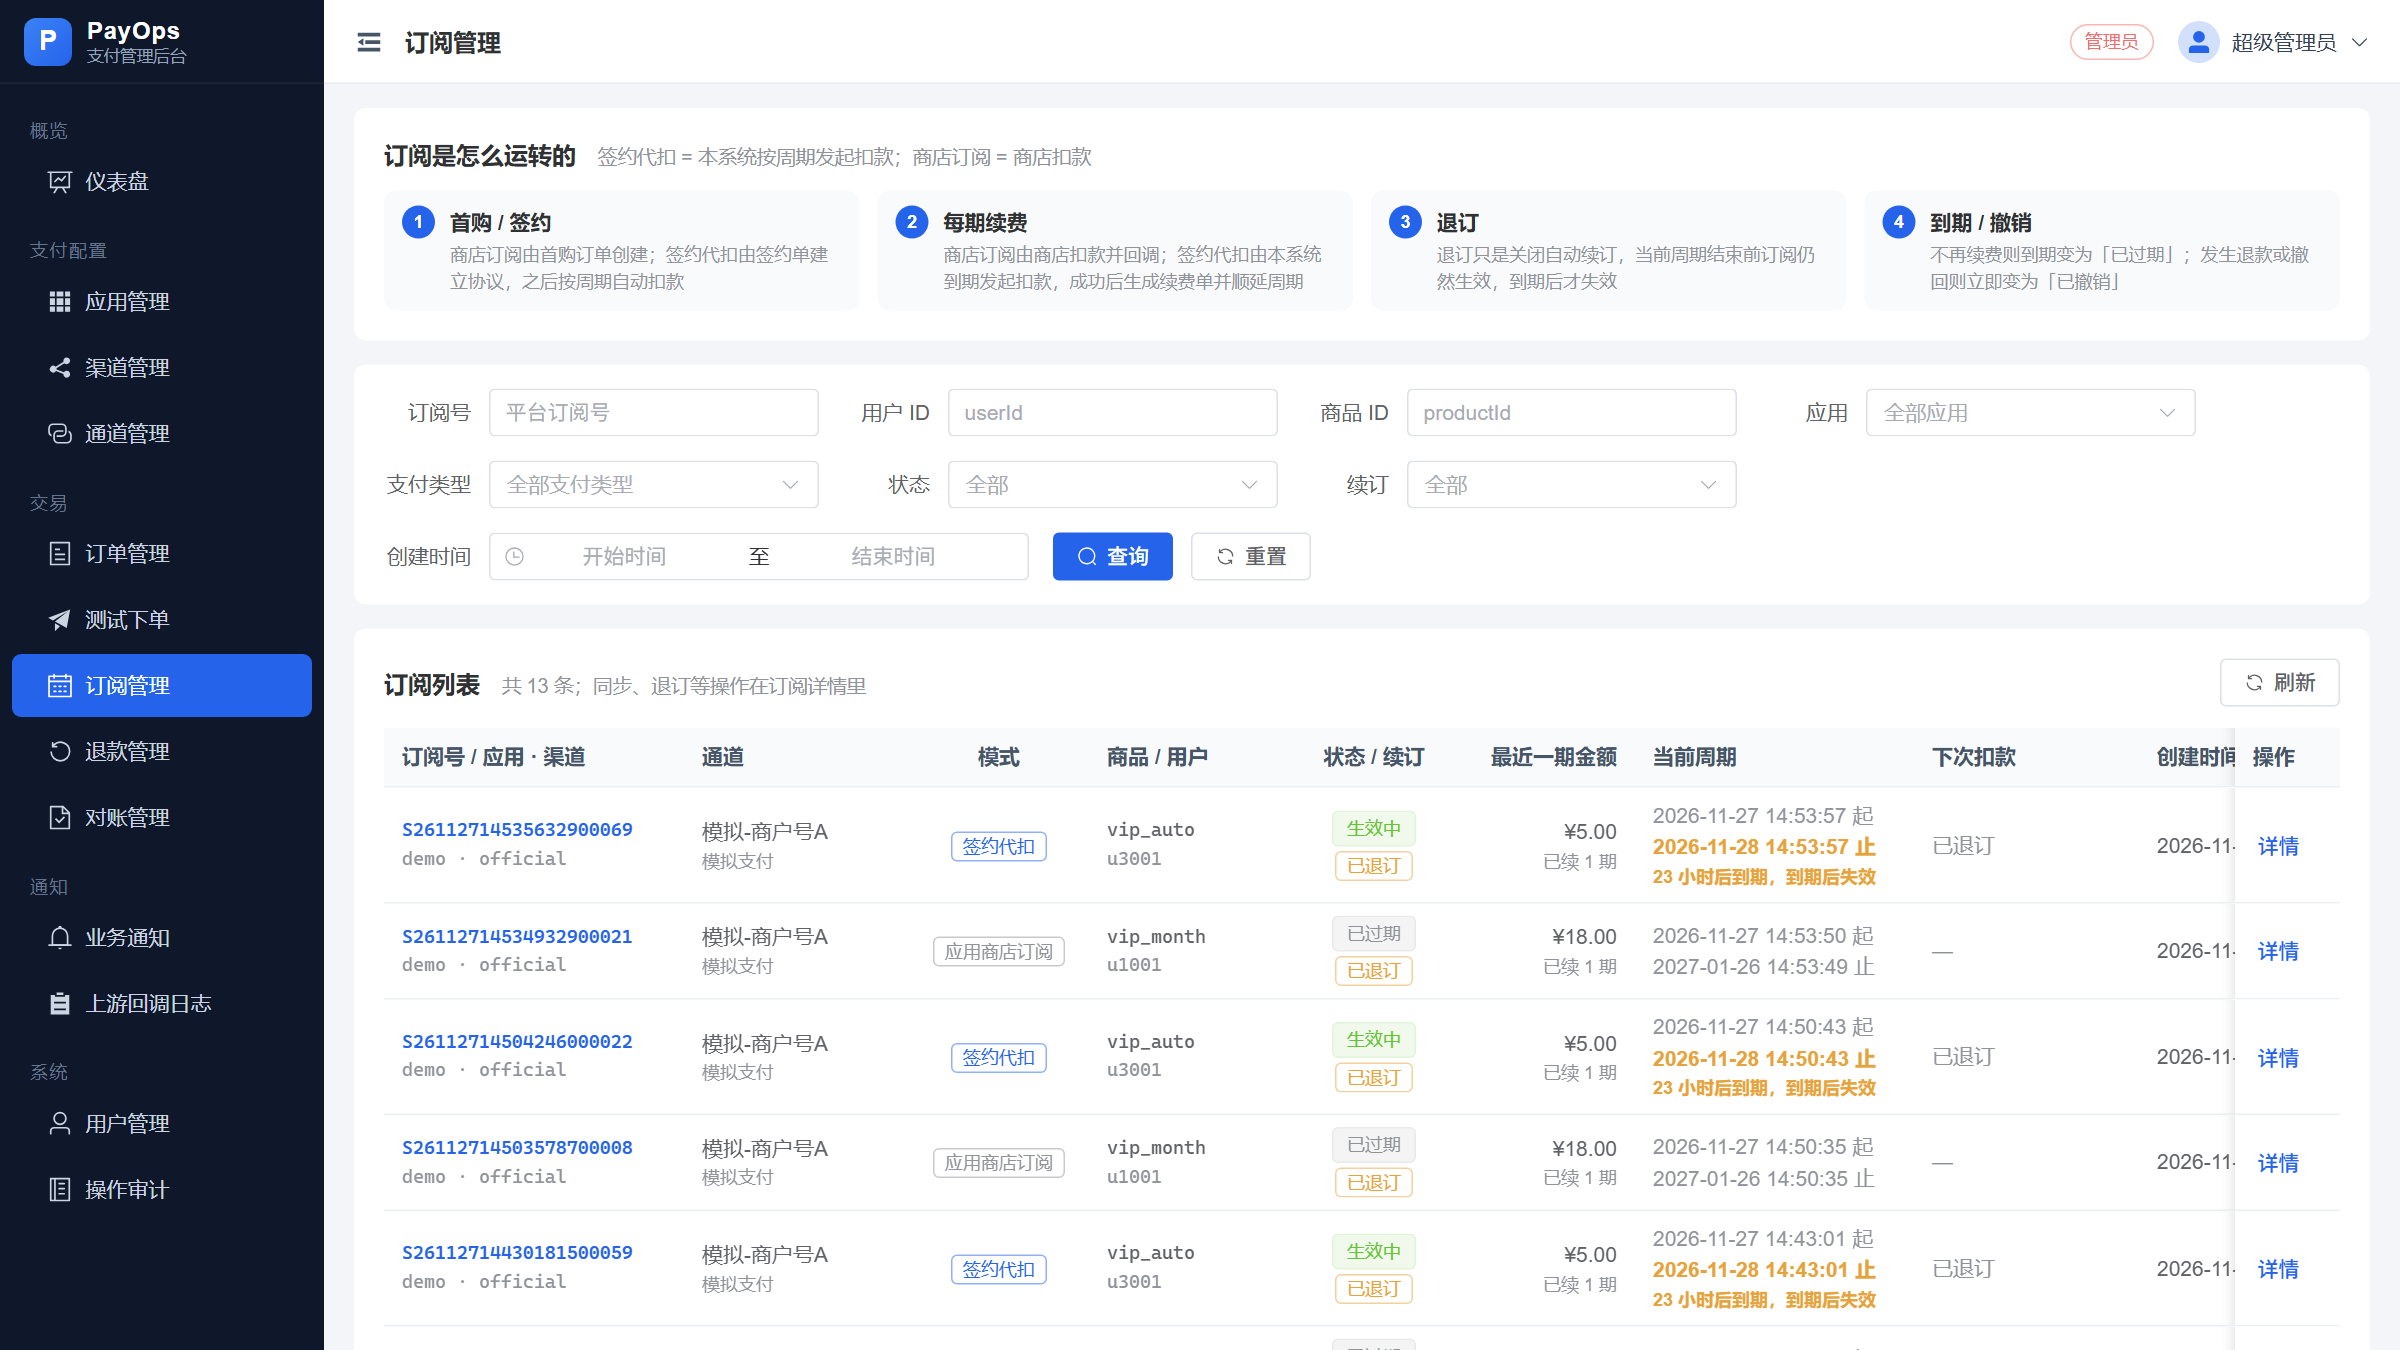 P
PayOps
支付管理后台
概览
仪表盘
支付配置
应用管理
渠道管理
通道管理
交易
订单管理
测试下单
订阅管理
退款管理
对账管理
通知
业务通知
上游回调日志
系统
用户管理
操作审计
订阅管理
管理员
超级管理员
订阅是怎么运转的 签约代扣 = 本系统按周期发起扣款；商店订阅 = 商店扣款
1 首购 / 签约
商店订阅由首购订单创建；签约代扣由签约单建
立协议，之后按周期自动扣款
2 每期续费
商店订阅由商店扣款并回调；签约代扣由本系统
到期发起扣款，成功后生成续费单并顺延周期
3 退订
退订只是关闭自动续订，当前周期结束前订阅仍
然生效，到期后才失效
4 到期 / 撤销
不再续费则到期变为「已过期」；发生退款或撤
回则立即变为「已撤销」
订阅号 平台订阅号 用户 ID userId 商品 ID productId 应用 全部应用
支付类型 全部支付类型 状态 全部 续订 全部
创建时间 开始时间 至 结束时间 查询 重置
订阅列表 共 13 条；同步、退订等操作在订阅详情里 刷新
订阅号 / 应用 · 渠道 通道 模式 商品 / 用户 状态 / 续订 最近一期金额 当前周期 下次扣款 创建时间 操作
S26112714535632900069
demo · official
模拟-商户号A
模拟支付
签约代扣
vip_auto
u3001
生效中
已退订
¥5.00
已续 1 期
2026-11-27 14:53:57 起
2026-11-28 14:53:57 止
23 小时后到期，到期后失效
已退订
2026-11-
详情
S26112714534932900021
demo · official
模拟-商户号A
模拟支付
应用商店订阅
vip_month
u1001
已过期
已退订
¥18.00
已续 1 期
2026-11-27 14:53:50 起
2027-01-26 14:53:49 止
—
2026-11-
详情
S26112714504246000022
demo · official
模拟-商户号A
模拟支付
签约代扣
vip_auto
u3001
生效中
已退订
¥5.00
已续 1 期
2026-11-27 14:50:43 起
2026-11-28 14:50:43 止
23 小时后到期，到期后失效
已退订
2026-11-
详情
S26112714503578700008
demo · official
模拟-商户号A
模拟支付
应用商店订阅
vip_month
u1001
已过期
已退订
¥18.00
已续 1 期
2026-11-27 14:50:35 起
2027-01-26 14:50:35 止
—
2026-11-
详情
S26112714430181500059
demo · official
模拟-商户号A
模拟支付
签约代扣
vip_auto
u3001
生效中
已退订
¥5.00
已续 1 期
2026-11-27 14:43:01 起
2026-11-28 14:43:01 止
23 小时后到期，到期后失效
已退订
2026-11-
详情